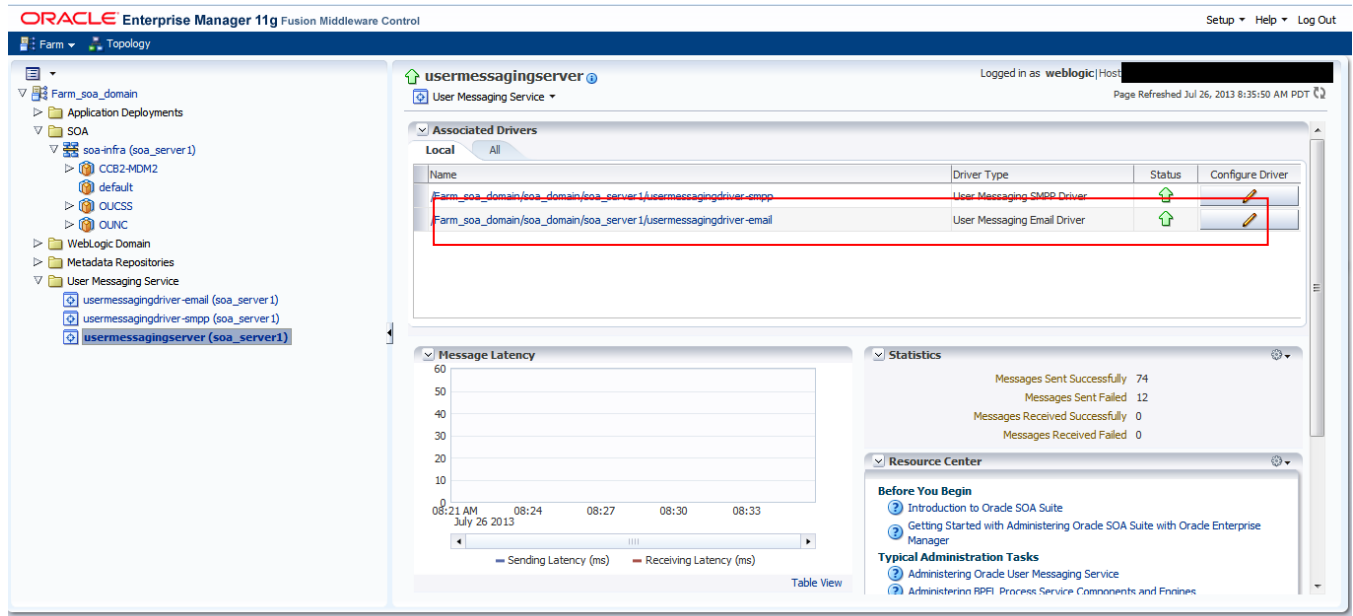 ORACLE Enterprise Manager 11g Fusion Middleware Control
Setup Help Log Out
Farm Topology
Farm_soa_domain
Application Deployments
SOA
soa-infra (soa_server1)
CCB2-MDM2
default
OUCSS
OUNC
WebLogic Domain
Metadata Repositories
User Messaging Service
usermessagingdriver-email (soa_server1)
usermessagingdriver-smpp (soa_server1)
usermessagingserver (soa_server1)
usermessagingserver
Logged in as weblogic|Host
User Messaging Service
Page Refreshed Jul 26, 2013 8:35:50 AM PDT
Associated Drivers
Local All
Name Driver Type Status Configure Driver
/Farm_soa_domain/soa_domain/soa_server1/usermessagingdriver-smpp User Messaging SMPP Driver
/Farm_soa_domain/soa_domain/soa_server1/usermessagingdriver-email User Messaging Email Driver
Message Latency
60
50
40
30
20
10
0
08:21 AM 08:24 08:27 08:30 08:33
July 26 2013
Sending Latency (ms) Receiving Latency (ms)
Table View
Statistics
Messages Sent Successfully 74
Messages Sent Failed 12
Messages Received Successfully 0
Messages Received Failed 0
Resource Center
Before You Begin
Introduction to Oracle SOA Suite
Getting Started with Administering Oracle SOA Suite with Oracle Enterprise
Manager
Typical Administration Tasks
Administering Oracle User Messaging Service
Administering BPEL Process Service Components and Engines